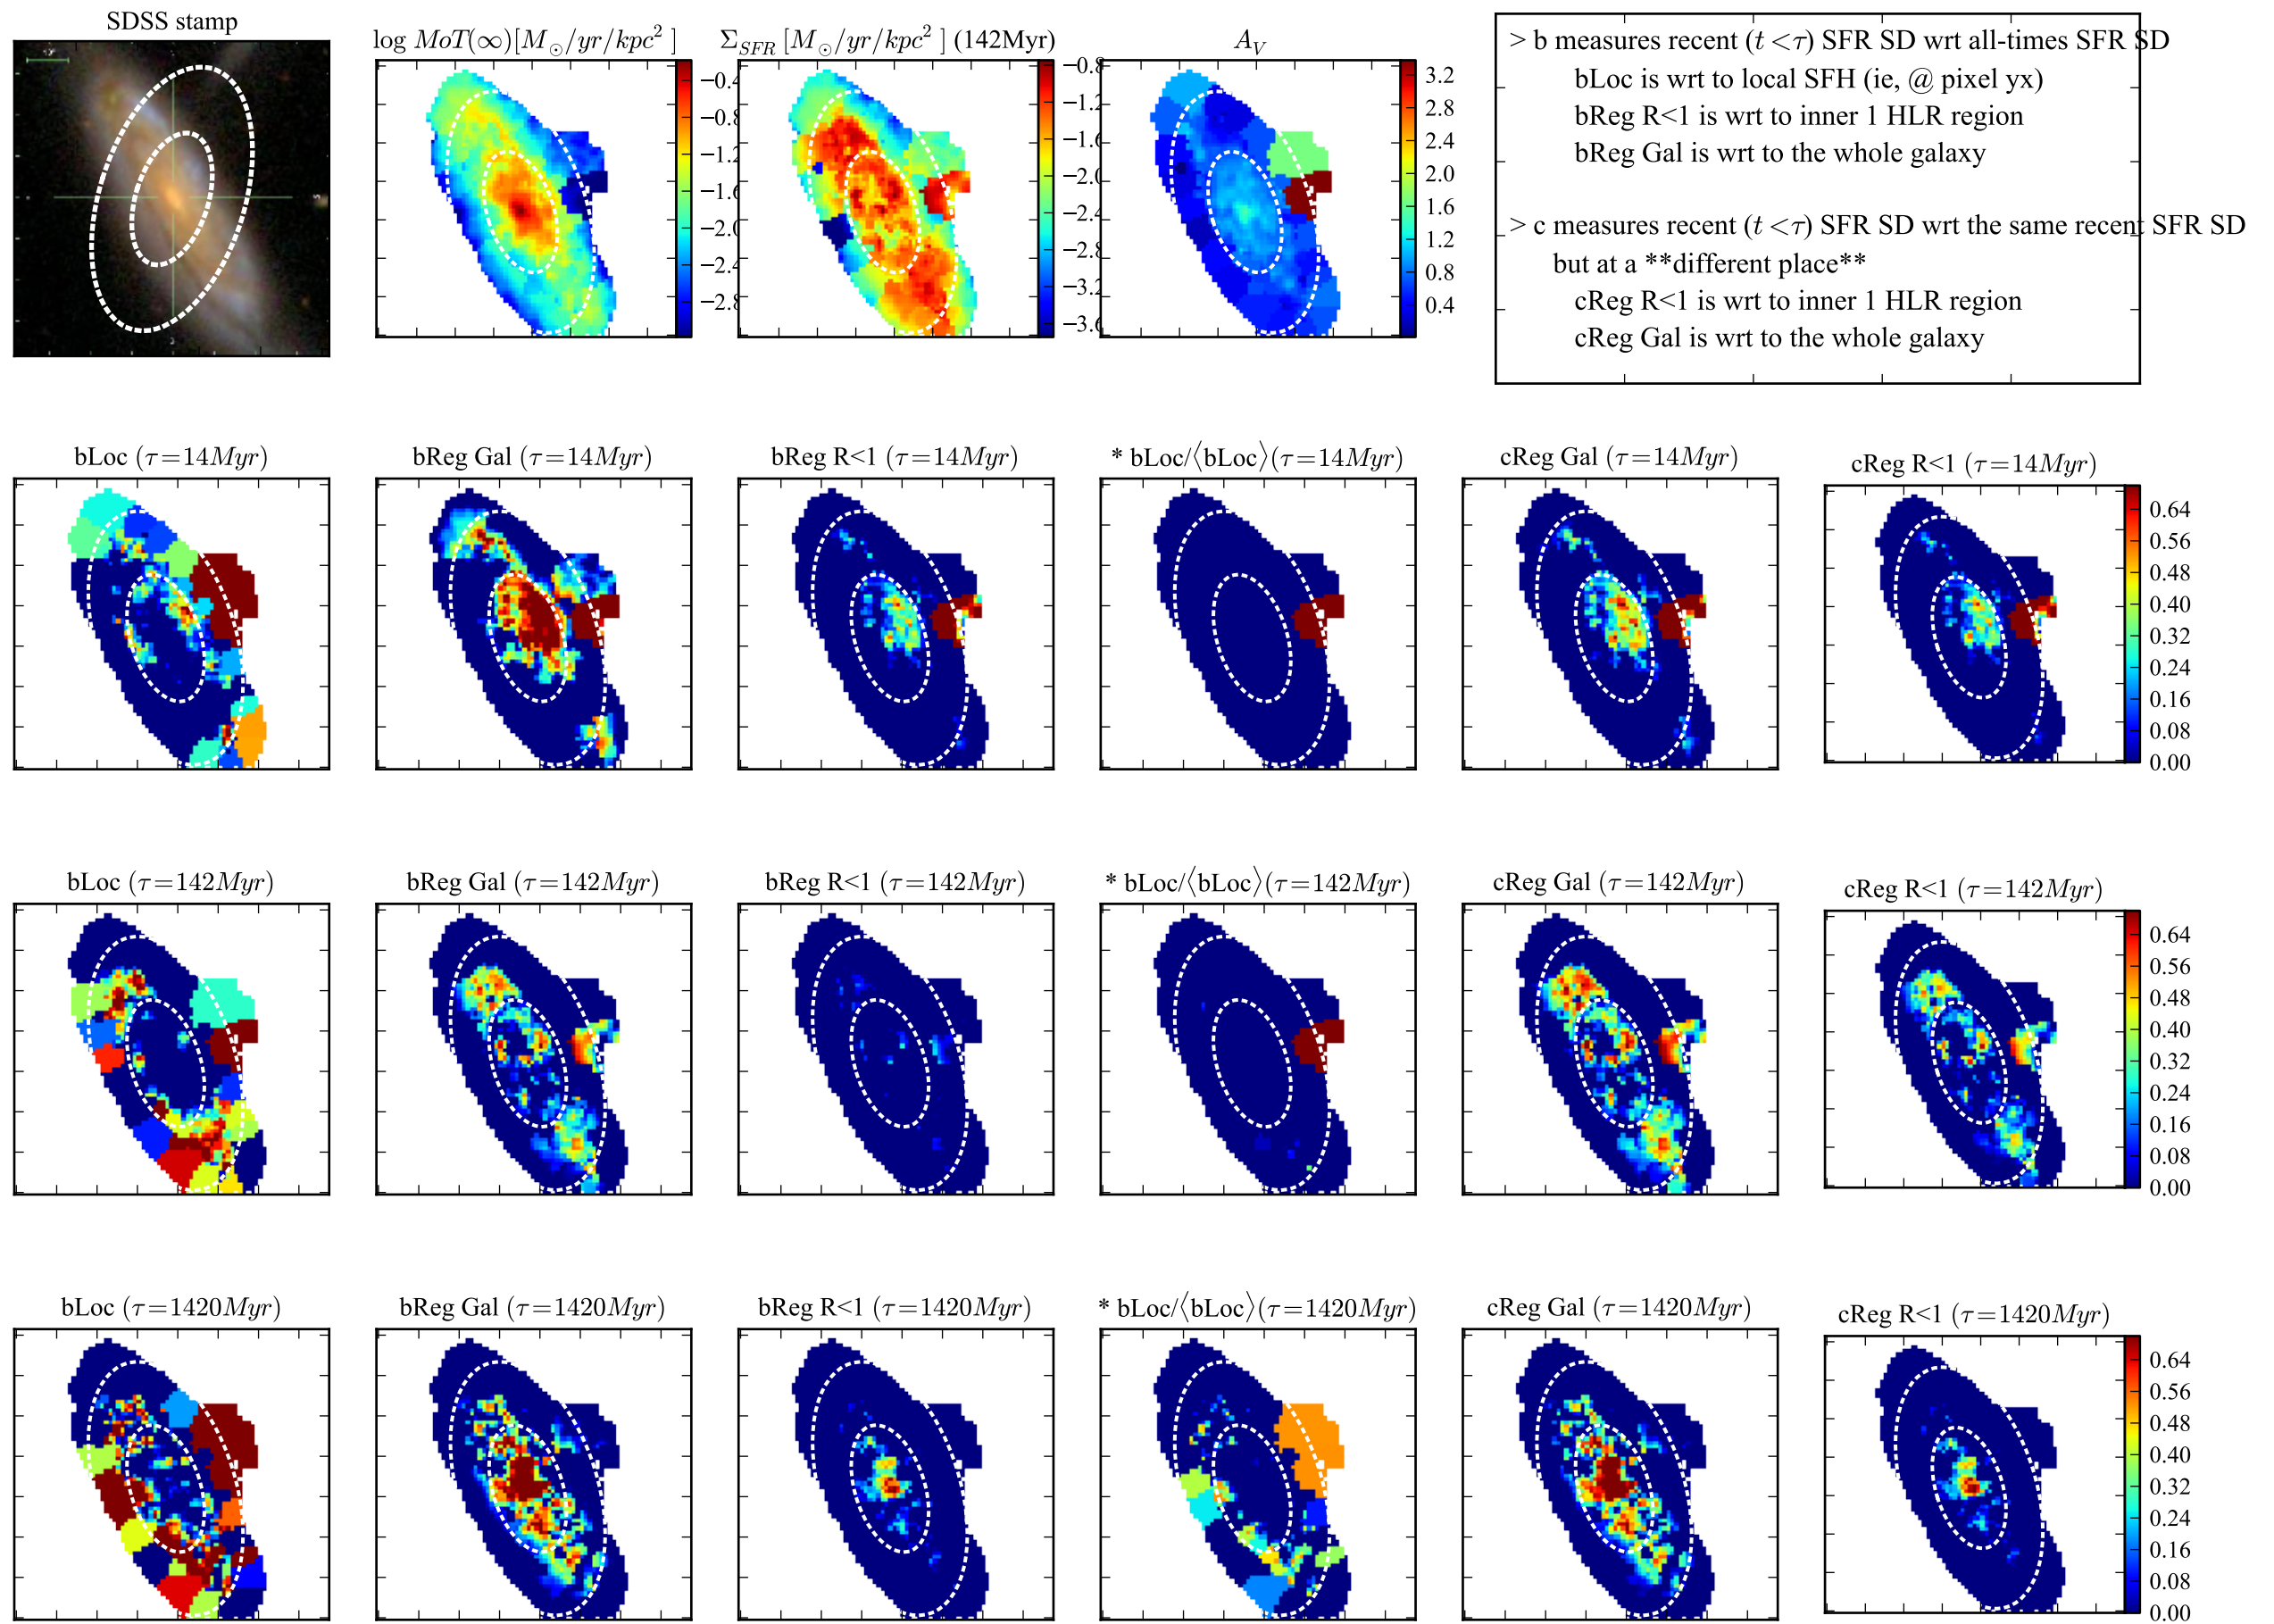 SDSS stamp
log MoT(∞)[M⊙/yr/kpc² ]
Σ_SFR [M⊙/yr/kpc² ] (142Myr)
A_V
−0.4
−0.8
−1.2
−1.6
−2.0
−2.4
−2.8
−0.8
−1.2
−1.6
−2.0
−2.4
−2.8
−3.2
−3.6
3.2
2.8
2.4
2.0
1.6
1.2
0.8
0.4
> b measures recent (t <τ) SFR SD wrt all-times SFR SD
bLoc is wrt to local SFH (ie, @ pixel yx)
bReg R<1 is wrt to inner 1 HLR region
bReg Gal is wrt to the whole galaxy
> c measures recent (t <τ) SFR SD wrt the same recent SFR SD
but at a **different place**
cReg R<1 is wrt to inner 1 HLR region
cReg Gal is wrt to the whole galaxy
bLoc (τ=14Myr)
bReg Gal (τ=14Myr)
bReg R<1 (τ=14Myr)
* bLoc/⟨bLoc⟩(τ=14Myr)
cReg Gal (τ=14Myr)
cReg R<1 (τ=14Myr)
0.64
0.56
0.48
0.40
0.32
0.24
0.16
0.08
0.00
bLoc (τ=142Myr)
bReg Gal (τ=142Myr)
bReg R<1 (τ=142Myr)
* bLoc/⟨bLoc⟩(τ=142Myr)
cReg Gal (τ=142Myr)
cReg R<1 (τ=142Myr)
0.64
0.56
0.48
0.40
0.32
0.24
0.16
0.08
0.00
bLoc (τ=1420Myr)
bReg Gal (τ=1420Myr)
bReg R<1 (τ=1420Myr)
* bLoc/⟨bLoc⟩(τ=1420Myr)
cReg Gal (τ=1420Myr)
cReg R<1 (τ=1420Myr)
0.64
0.56
0.48
0.40
0.32
0.24
0.16
0.08
0.00